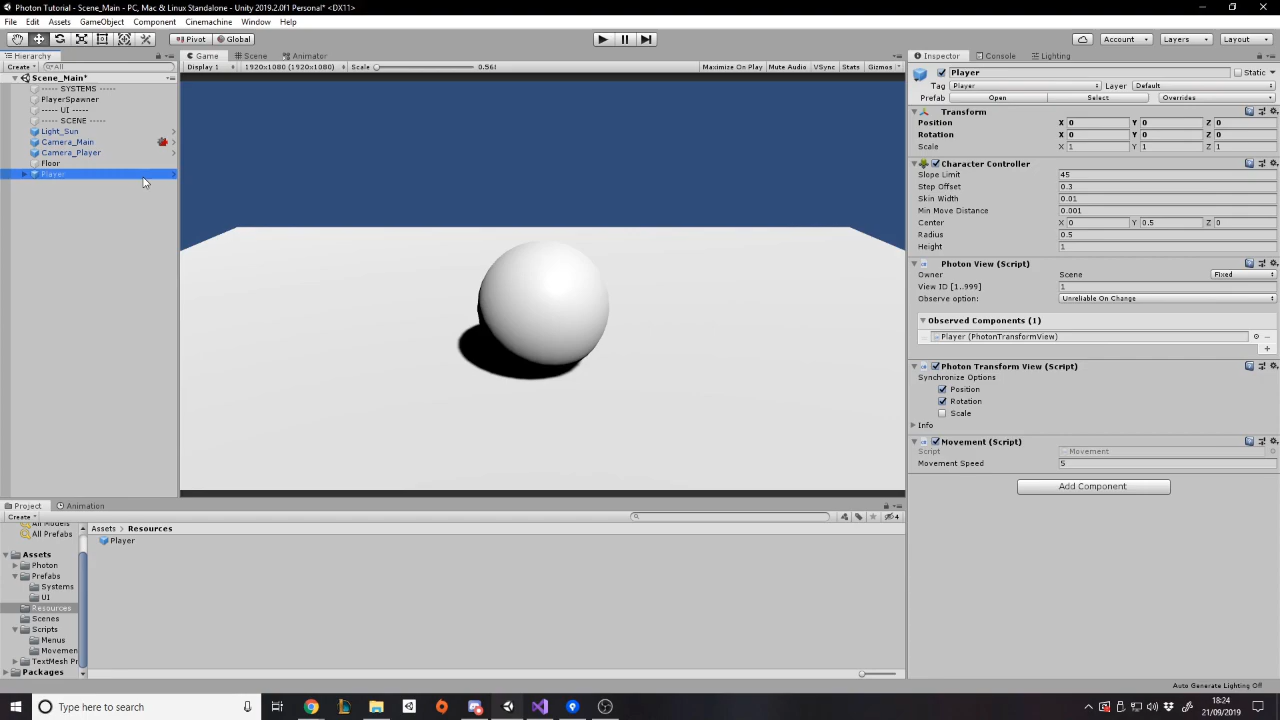 Photon Tutorial - Scene_Main - PC, Mac & Linux Standalone - Unity 2019.2.0f1 Personal* <DX11>
File Edit Assets GameObject Component Cinemachine Window Help
Pivot Global Account Layers Layout
Hierarchy
Create All
Scene_Main*
----- SYSTEMS -----
PlayerSpawner
----- UI -----
----- SCENE -----
Light_Sun
Camera_Main
Camera_Player
Floor
Player
Game Scene Animator
Display 1 1920x1080 (1920x1080) Scale 0.561 Maximize On Play Mute Audio VSync Stats Gizmos
Inspector Console Lighting
Player Static
Tag Player Layer Default
Prefab Open Select Overrides
Transform
Position X 0 Y 0 Z 0
Rotation X 0 Y 0 Z 0
Scale X 1 Y 1 Z 1
Character Controller
Slope Limit 45
Step Offset 0.3
Skin Width 0.01
Min Move Distance 0.001
Center X 0 Y 0.5 Z 0
Radius 0.5
Height 1
Photon View (Script)
Owner Scene Fixed
View ID [1..999] 1
Observe option: Unreliable On Change
Observed Components (1)
Player (PhotonTransformView)
Photon Transform View (Script)
Synchronize Options
Position
Rotation
Scale
Info
Movement (Script)
Script Movement
Movement Speed 5
Add Component
Project Animation
Create 4
All Models
All Prefabs
Assets
Photon
Prefabs
Systems
UI
Resources
Scenes
Scripts
Menus
Movemen
TextMesh Pr
Packages
Assets > Resources
Player
Auto Generate Lighting Off
Type here to search
18:24
21/09/2019